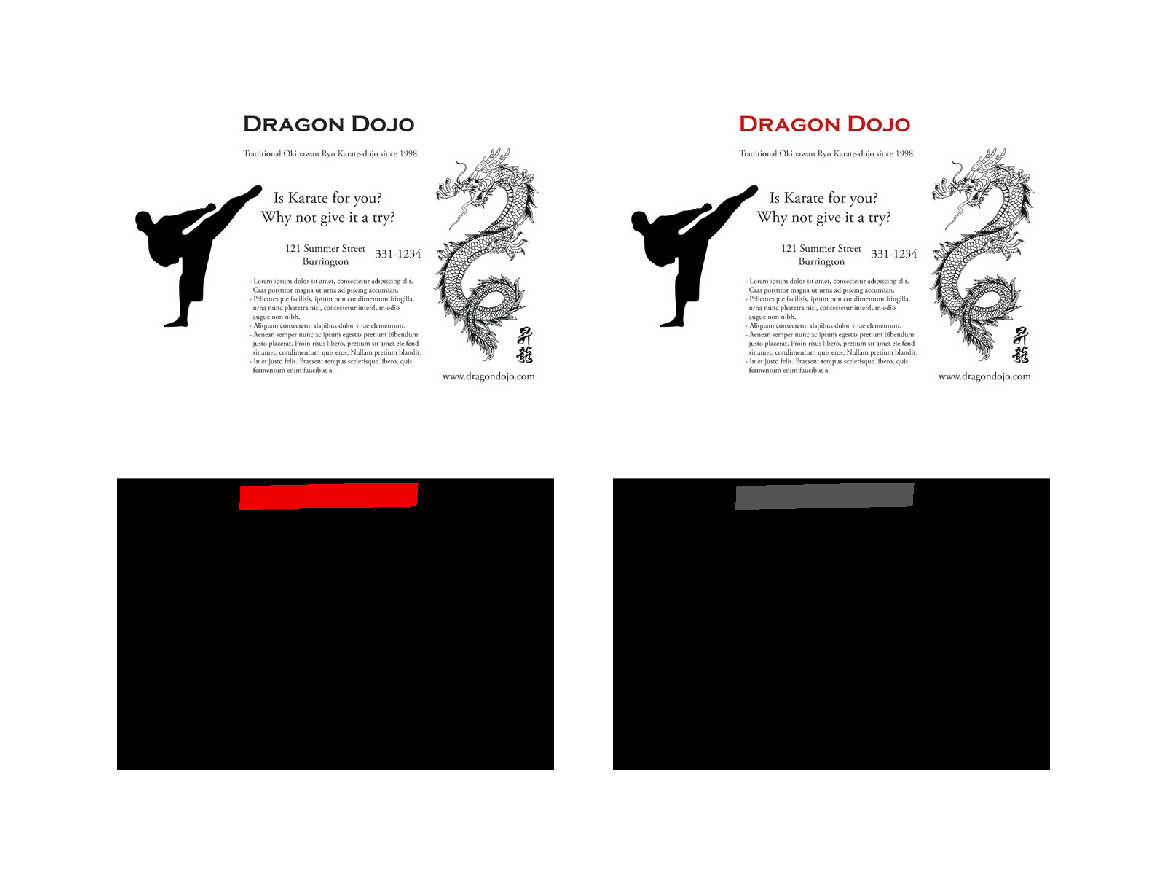 DRAGON DOJO
Traditional Okinawan Ryu Karate-dojo since 1998
Is Karate for you?
Why not give it a try?
121 Summer Street
Burrington
331-1234
- Lorem ipsum dolor sit amet, consectetur adipiscing elit.
Cras porttitor magna ut urna adipiscing accumsan.
- Pellentesque facilisis, ipsum non condimentum fringilla,
urna nunc pharetra nisl, consectetur interdum odio
augue non nibh.
- Aliquam consectetur dapibus dolor vitae elementum.
- Aenean semper nunc ac ipsum egestas pretium bibendum
justo placerat. Proin risus libero, pretium sit amet eleifend
sit amet, condimentum quis eros. Nullam pretium blandit.
- In et justo felis. Praesent tempus scelerisque libero, quis
fermentum enim faucibus a.
www.dragondojo.com
DRAGON DOJO
Traditional Okinawan Ryu Karate-dojo since 1998
Is Karate for you?
Why not give it a try?
121 Summer Street
Burrington
331-1234
- Lorem ipsum dolor sit amet, consectetur adipiscing elit.
Cras porttitor magna ut urna adipiscing accumsan.
- Pellentesque facilisis, ipsum non condimentum fringilla,
urna nunc pharetra nisl, consectetur interdum odio
augue non nibh.
- Aliquam consectetur dapibus dolor vitae elementum.
- Aenean semper nunc ac ipsum egestas pretium bibendum
justo placerat. Proin risus libero, pretium sit amet eleifend
sit amet, condimentum quis eros. Nullam pretium blandit.
- In et justo felis. Praesent tempus scelerisque libero, quis
fermentum enim faucibus a.
www.dragondojo.com